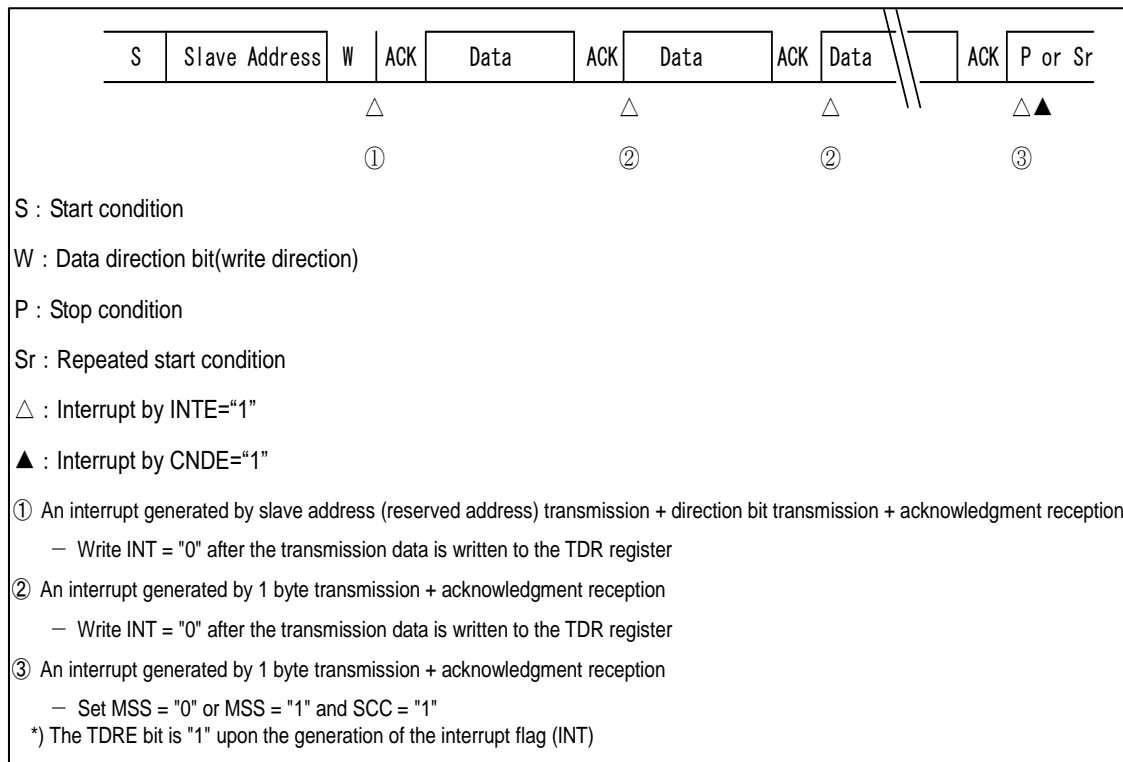 S Slave Address W ACK Data ACK Data ACK Data ACK P or Sr
△ △ △ △▲
① ② ② ③
S : Start condition
W : Data direction bit(write direction)
P : Stop condition
Sr : Repeated start condition
△ : Interrupt by INTE=“1”
▲ : Interrupt by CNDE=“1”
① An interrupt generated by slave address (reserved address) transmission + direction bit transmission + acknowledgment reception
− Write INT = "0" after the transmission data is written to the TDR register
② An interrupt generated by 1 byte transmission + acknowledgment reception
− Write INT = "0" after the transmission data is written to the TDR register
③ An interrupt generated by 1 byte transmission + acknowledgment reception
− Set MSS = "0" or MSS = "1" and SCC = "1"
*) The TDRE bit is "1" upon the generation of the interrupt flag (INT)